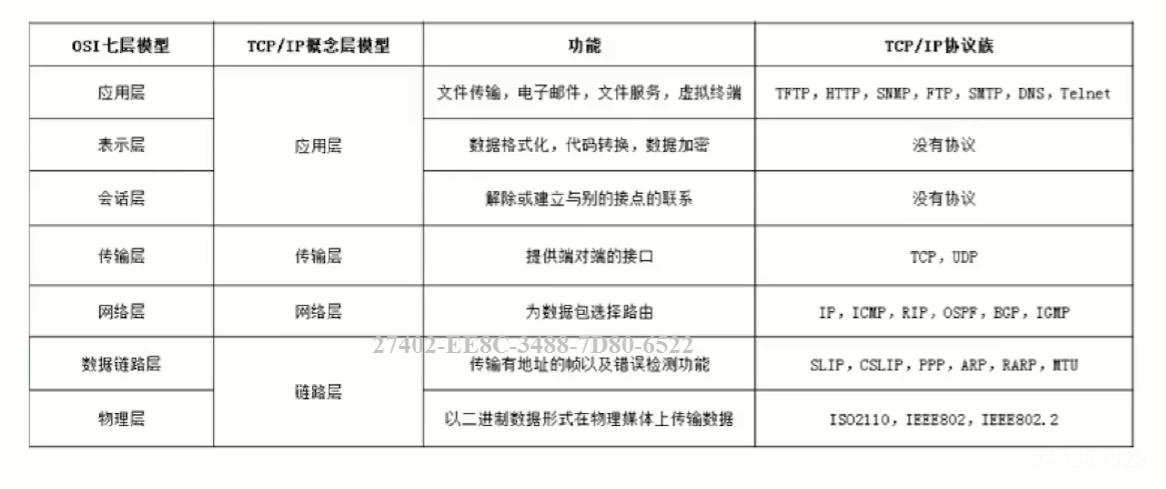 OSI七层模型 TCP/IP概念层模型 功能 TCP/IP协议族
应用层 文件传输，电子邮件，文件服务，虚拟终端 TFTP，HTTP，SNMP，FTP，SMTP，DNS，Telnet
表示层 应用层 数据格式化，代码转换，数据加密 没有协议
会话层 解除或建立与别的接点的联系 没有协议
传输层 传输层 提供端对端的接口 TCP，UDP
网络层 网络层 为数据包选择路由 IP，ICMP，RIP，OSPF，BGP，IGMP
27402-EE8C-3488-7D80-6522
数据链路层 传输有地址的帧以及错误检测功能 SLIP，CSLIP，PPP，ARP，RARP，MTU
链路层
物理层 以二进制数据形式在物理媒体上传输数据 ISO2110，IEEE802，IEEE802.2